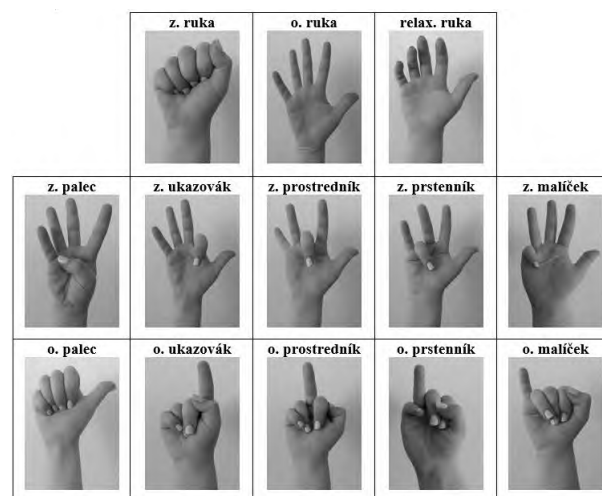 z. ruka o. ruka relax. ruka
z. palec z. ukazovák z. prostredník z. prstenník z. malíček
o. palec o. ukazovák o. prostredník o. prstenník o. malíček